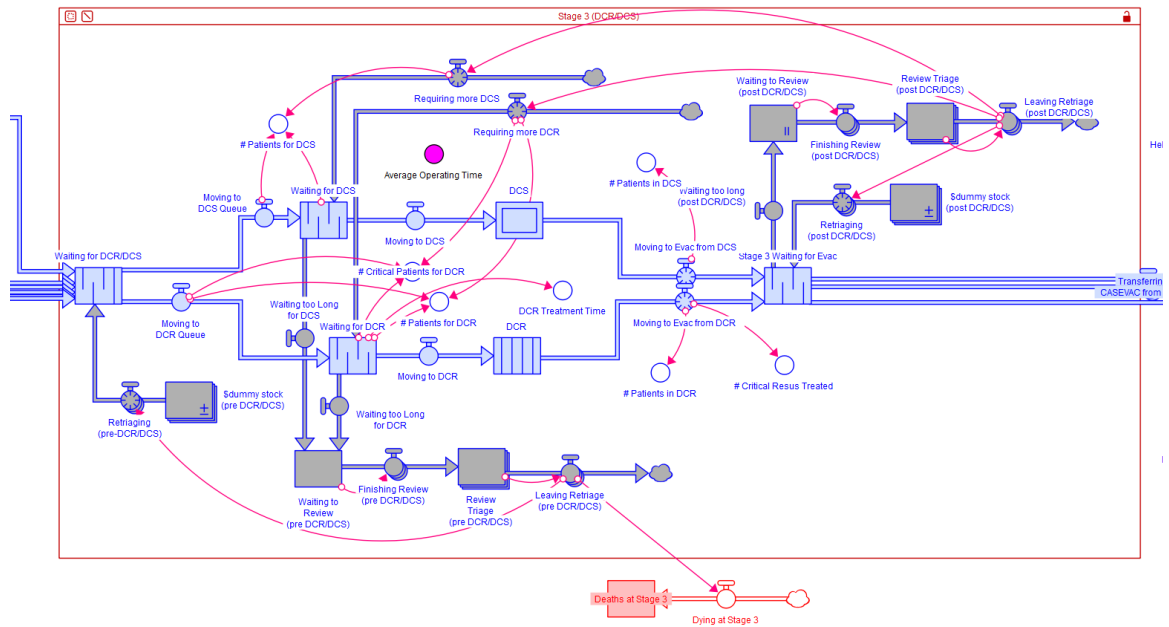 Stage 3 (DCR/DCS)
Requiring more DCS
Waiting to Review
(post DCR/DCS)
Review Triage
(post DCR/DCS)
Leaving Retriage
(post DCR/DCS)
# Patients for DCS
Requiring more DCR
Hel
Finishing Review
(post DCR/DCS)
Average Operating Time
# Patients in DCS
Moving to
DCS Queue
Waiting for DCS
DCS
Waiting too long
(post DCR/DCS)
$dummy stock
(post DCR/DCS)
Retriaging
(post DCR/DCS)
Moving to DCS
Moving to Evac from DCS
Waiting for DCR/DCS
Stage 3 Waiting for Evac
# Critical Patients for DCR
Transferring
CASEVAC from
Waiting too Long
for DCS
DCR Treatment Time
# Patients for DCR
Moving to
DCR Queue
Waiting for DCR
DCR
Moving to Evac from DCR
Moving to DCR
# Patients in DCR
# Critical Resus Treated
$dummy stock
(pre DCR/DCS)
Retriaging
(pre-DCR/DCS)
Waiting too Long
for DCR
Waiting to
Review
(pre DCR/DCS)
Finishing Review
(pre DCR/DCS)
Review
Triage
(pre DCR/DCS)
Leaving Retriage
(pre DCR/DCS)
Deaths at Stage 3
Dying at Stage 3